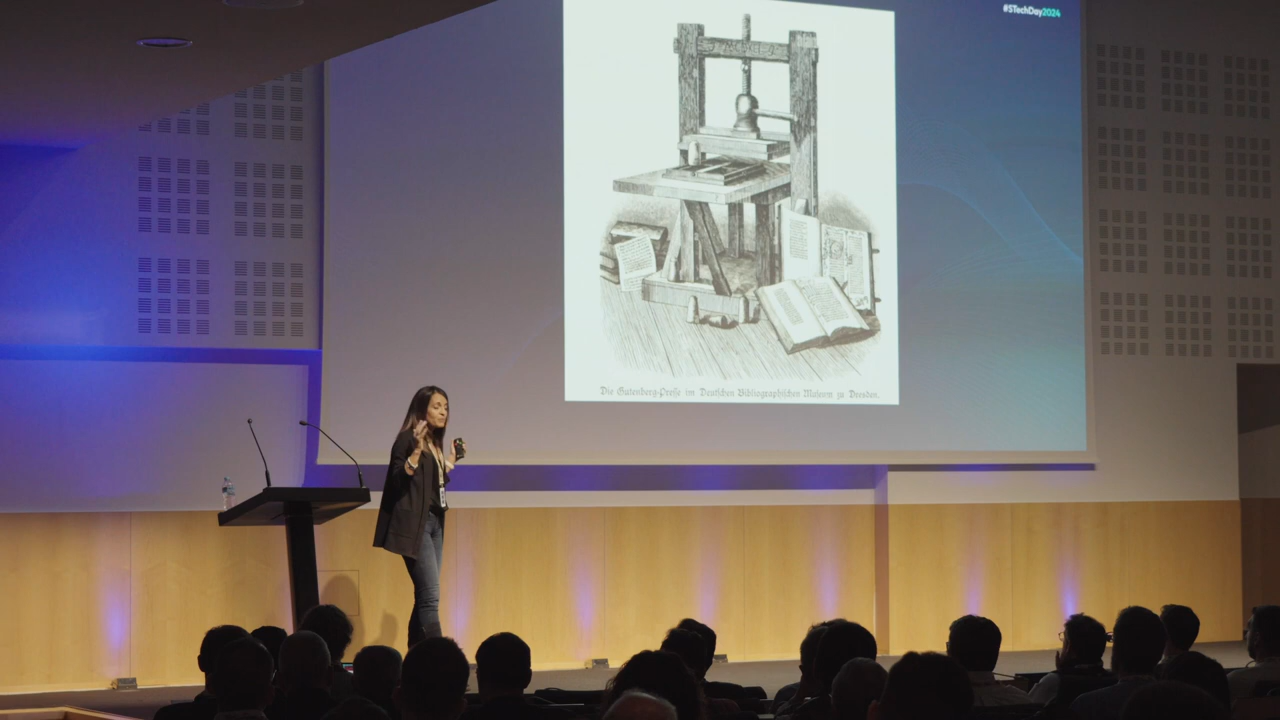 #STechDay2024
Die Gutenberg-Presse im Deutschen Bibliographischen Museum zu Dresden.